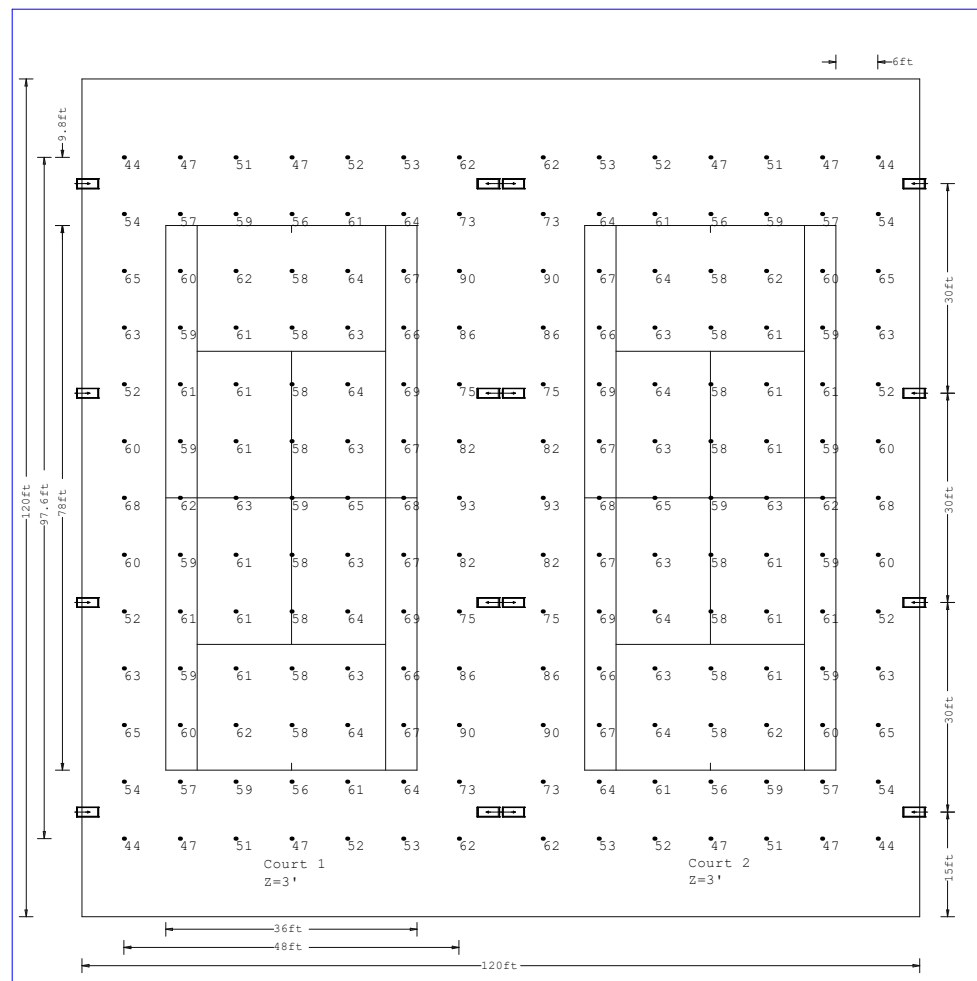 6ft
9.8ft
44 47 51 47 52 53 62 62 53 52 47 51 47 44
54 57 59 56 61 64 73 73 64 61 56 59 57 54
65 60 62 58 64 67 90 90 67 64 58 62 60 65
30ft
63 59 61 58 63 66 86 86 66 63 58 61 59 63
52 61 61 58 64 69 75 75 69 64 58 61 61 52
60 59 61 58 63 67 82 82 67 63 58 61 59 60
120ft
97.6ft
78ft
68 62 63 59 65 68 93 93 68 65 59 63 62 68
30ft
60 59 61 58 63 67 82 82 67 63 58 61 59 60
52 61 61 58 64 69 75 75 69 64 58 61 61 52
63 59 61 58 63 66 86 86 66 63 58 61 59 63
30ft
65 60 62 58 64 67 90 90 67 64 58 62 60 65
54 57 59 56 61 64 73 73 64 61 56 59 57 54
44 47 51 47 52 53 62 62 53 52 47 51 47 44
Court 1
Z=3'
Court 2
Z=3'
15ft
36ft
48ft
120ft